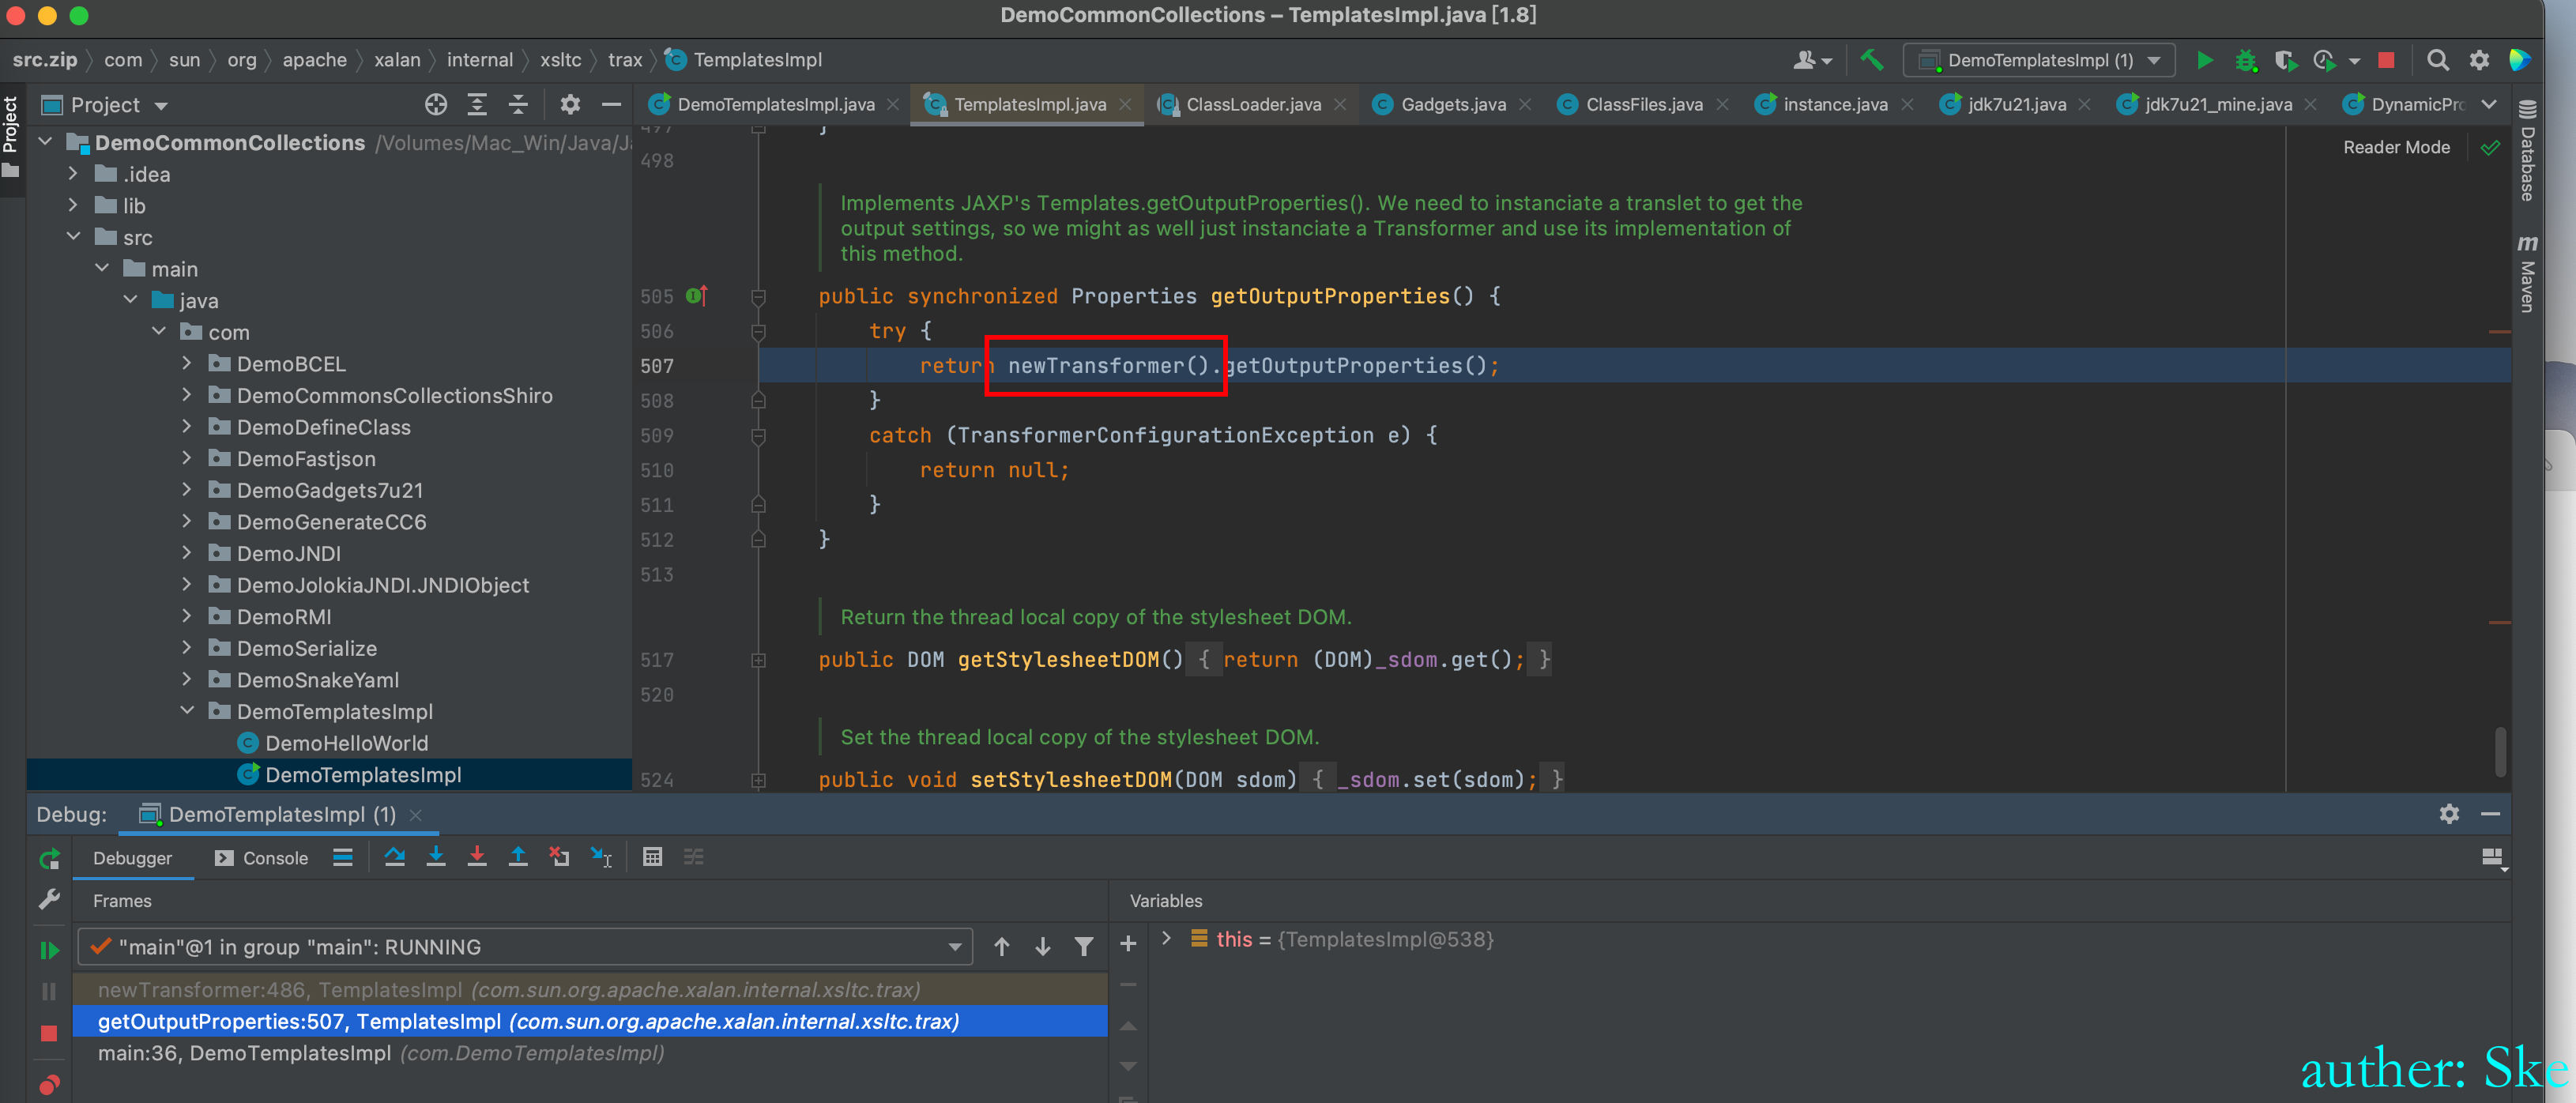 DemoCommonCollections – TemplatesImpl.java [1.8]
src.zip com sun org apache xalan internal xsltc trax TemplatesImpl
DemoTemplatesImpl (1)
Project
Project
DemoTemplatesImpl.java TemplatesImpl.java ClassLoader.java Gadgets.java ClassFiles.java instance.java jdk7u21.java jdk7u21_mine.java DynamicPr
DemoCommonCollections /Volumes/Mac_Win/Java/J
.idea
lib
src
main
java
com
DemoBCEL
DemoCommonsCollectionsShiro
DemoDefineClass
DemoFastjson
DemoGadgets7u21
DemoGenerateCC6
DemoJNDI
DemoJolokiaJNDI.JNDIObject
DemoRMI
DemoSerialize
DemoSnakeYaml
DemoTemplatesImpl
DemoHelloWorld
DemoTemplatesImpl
497 }
498
Reader Mode
Implements JAXP's Templates.getOutputProperties(). We need to instanciate a translet to get the
output settings, so we might as well just instanciate a Transformer and use its implementation of
this method.
505 public synchronized Properties getOutputProperties() {
506 try {
507 return newTransformer().getOutputProperties();
508 }
509 catch (TransformerConfigurationException e) {
510 return null;
511 }
512 }
513
Return the thread local copy of the stylesheet DOM.
517 public DOM getStylesheetDOM() { return (DOM)_sdom.get(); }
520
Set the thread local copy of the stylesheet DOM.
524 public void setStylesheetDOM(DOM sdom) { _sdom.set(sdom); }
Database
m Maven
Debug: DemoTemplatesImpl (1)
Debugger Console
Frames
Variables
"main"@1 in group "main": RUNNING
this = {TemplatesImpl@538}
newTransformer:486, TemplatesImpl (com.sun.org.apache.xalan.internal.xsltc.trax)
getOutputProperties:507, TemplatesImpl (com.sun.org.apache.xalan.internal.xsltc.trax)
main:36, DemoTemplatesImpl (com.DemoTemplatesImpl)
auther: Ske